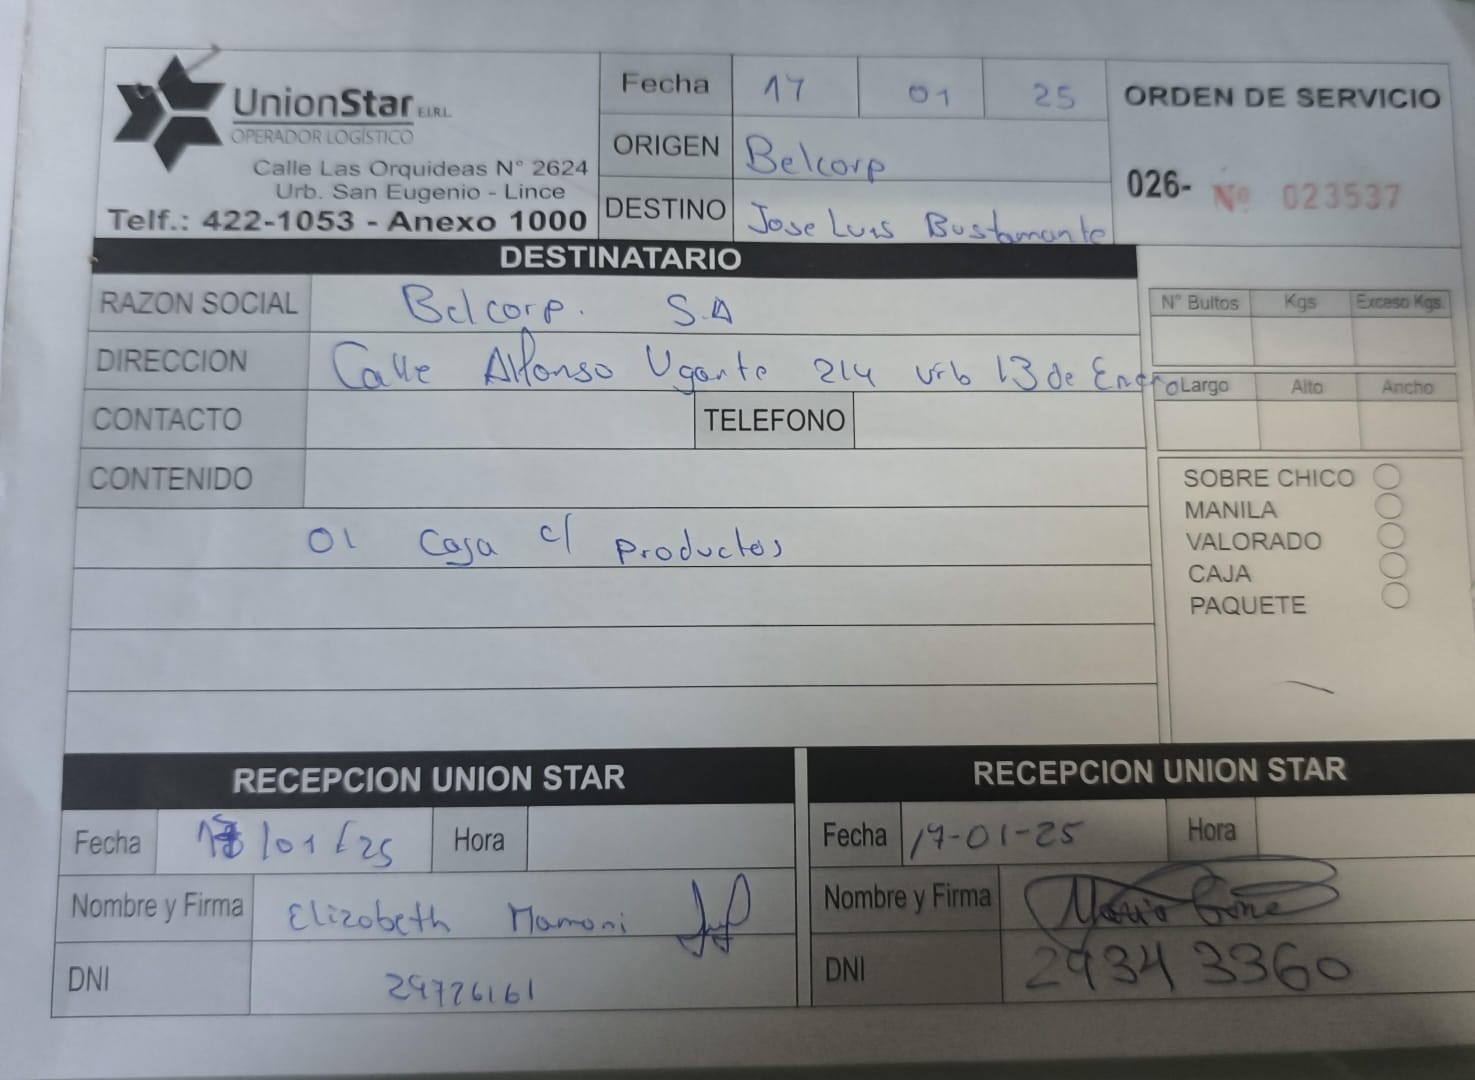 UnionStar E.I.R.L.
OPERADOR LOGÍSTICO
Calle Las Orquideas N° 2624
Urb. San Eugenio - Lince
Telf.: 422-1053 - Anexo 1000
Fecha 17 01 25
ORIGEN Belcorp
DESTINO Jose Luis Bustamante
ORDEN DE SERVICIO
026- Nº 023537
DESTINATARIO
RAZON SOCIAL Belcorp. S.A
DIRECCION Calle Alfonso Ugarte 214 urb 13 de Enero
CONTACTO TELEFONO
CONTENIDO
01 Caja c/ productos
N° Bultos Kgs Exceso Kgs.
Largo Alto Ancho
SOBRE CHICO
MANILA
VALORADO
CAJA
PAQUETE
RECEPCION UNION STAR
Fecha 17/01/25 Hora
Nombre y Firma Elizabeth Mamani
DNI 29726161
RECEPCION UNION STAR
Fecha 17-01-25 Hora
Nombre y Firma
DNI 29343360